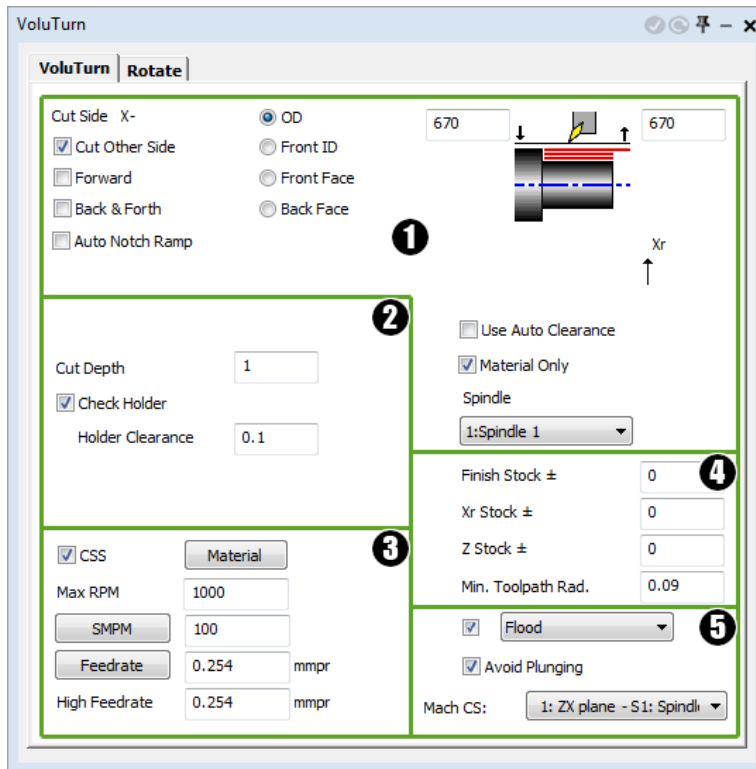 VoluTurn
VoluTurn Rotate
Cut Side X-
OD
670
670
Cut Other Side
Front ID
Forward
Front Face
Back & Forth
Back Face
Auto Notch Ramp
1
Xr
2
Use Auto Clearance
Cut Depth
1
Material Only
Check Holder
Spindle
Holder Clearance
0.1
1:Spindle 1
Finish Stock ±
0
4
Xr Stock ±
0
Z Stock ±
0
Min. Toolpath Rad.
0.09
3
CSS
Material
Max RPM
1000
SMPM
100
Feedrate
0.254 mmpr
High Feedrate
0.254 mmpr
Flood
5
Avoid Plunging
Mach CS:
1: ZX plane - S1: Spindl